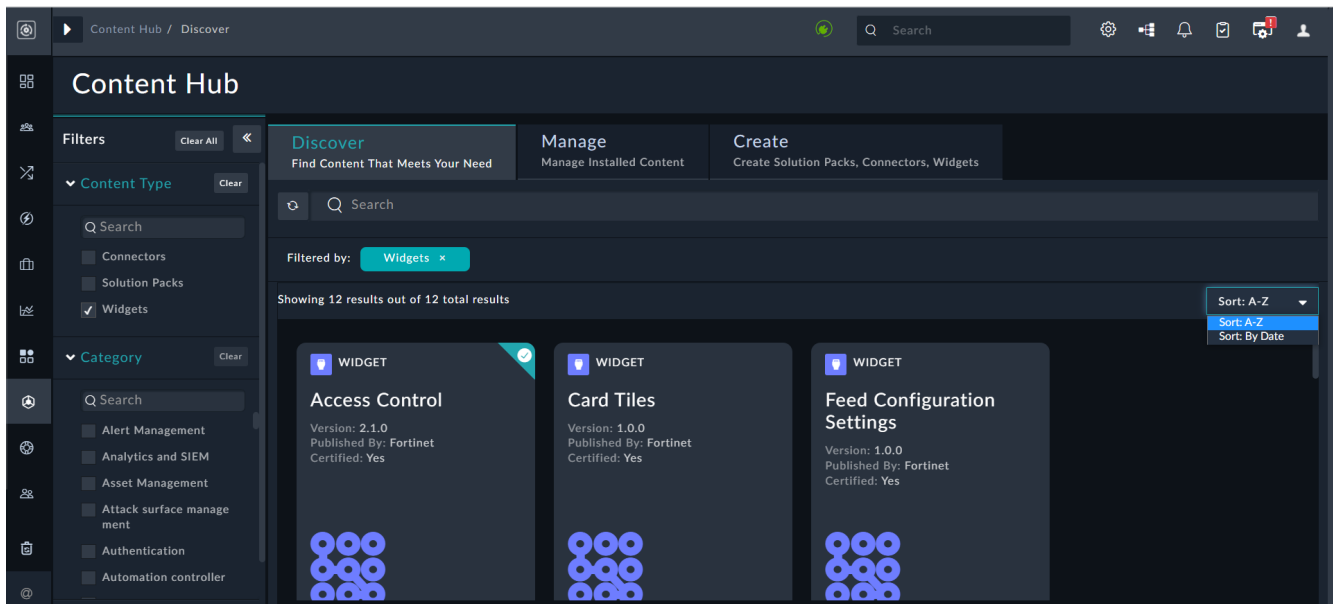 Content Hub / Discover
Search
!
Content Hub
Filters
Clear All
Discover
Find Content That Meets Your Need
Manage
Manage Installed Content
Create
Create Solution Packs, Connectors, Widgets
Content Type
Clear
Search
Connectors
Solution Packs
Widgets
Category
Clear
Search
Alert Management
Analytics and SIEM
Asset Management
Attack surface manage
ment
Authentication
Automation controller
@
Search
Filtered by:
Widgets ×
Showing 12 results out of 12 total results
Sort: A-Z
Sort: A-Z
Sort: By Date
WIDGET
Access Control
Version: 2.1.0
Published By: Fortinet
Certified: Yes
WIDGET
Card Tiles
Version: 1.0.0
Published By: Fortinet
Certified: Yes
WIDGET
Feed Configuration
Settings
Version: 1.0.0
Published By: Fortinet
Certified: Yes